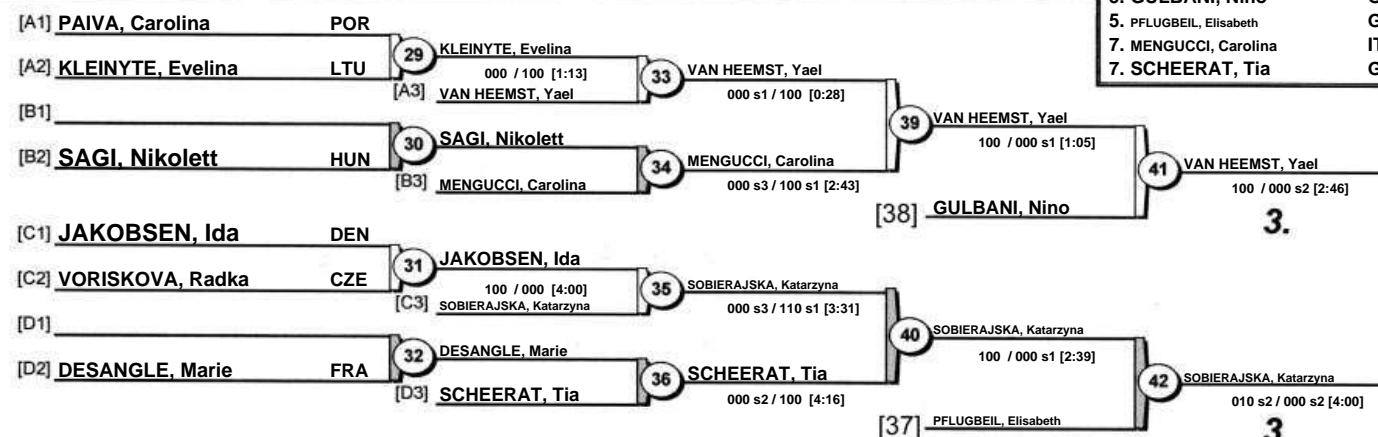 3. GULBANI, Nino G
5. PFLUGBEIL, Elisabeth G
7. MENGUCCI, Carolina IT
7. SCHEERAT, Tia G
[A1] PAIVA, Carolina POR
29 KLEINYTE, Evelina
[A2] KLEINYTE, Evelina LTU
000 / 100 [1:13]
33 VAN HEEMST, Yael
[A3] VAN HEEMST, Yael
000 s1 / 100 [0:28]
[B1]
39 VAN HEEMST, Yael
30 SAGI, Nikolett
100 / 000 s1 [1:05]
[B2] SAGI, Nikolett HUN
34 MENGUCCI, Carolina
41 VAN HEEMST, Yael
[B3] MENGUCCI, Carolina
000 s3 / 100 s1 [2:43]
100 / 000 s2 [2:46]
[38] GULBANI, Nino
3.
[C1] JAKOBSEN, Ida DEN
31 JAKOBSEN, Ida
[C2] VORISKOVA, Radka CZE
100 / 000 [4:00]
35 SOBIERAJSKA, Katarzyna
[C3] SOBIERAJSKA, Katarzyna
000 s3 / 110 s1 [3:31]
[D1]
40 SOBIERAJSKA, Katarzyna
32 DESANGLE, Marie
100 / 000 s1 [2:39]
[D2] DESANGLE, Marie FRA
36 SCHEERAT, Tia
42 SOBIERAJSKA, Katarzyna
[D3] SCHEERAT, Tia
000 s2 / 100 [4:16]
010 s2 / 000 s2 [4:00]
[37] PFLUGBEIL, Elisabeth
3